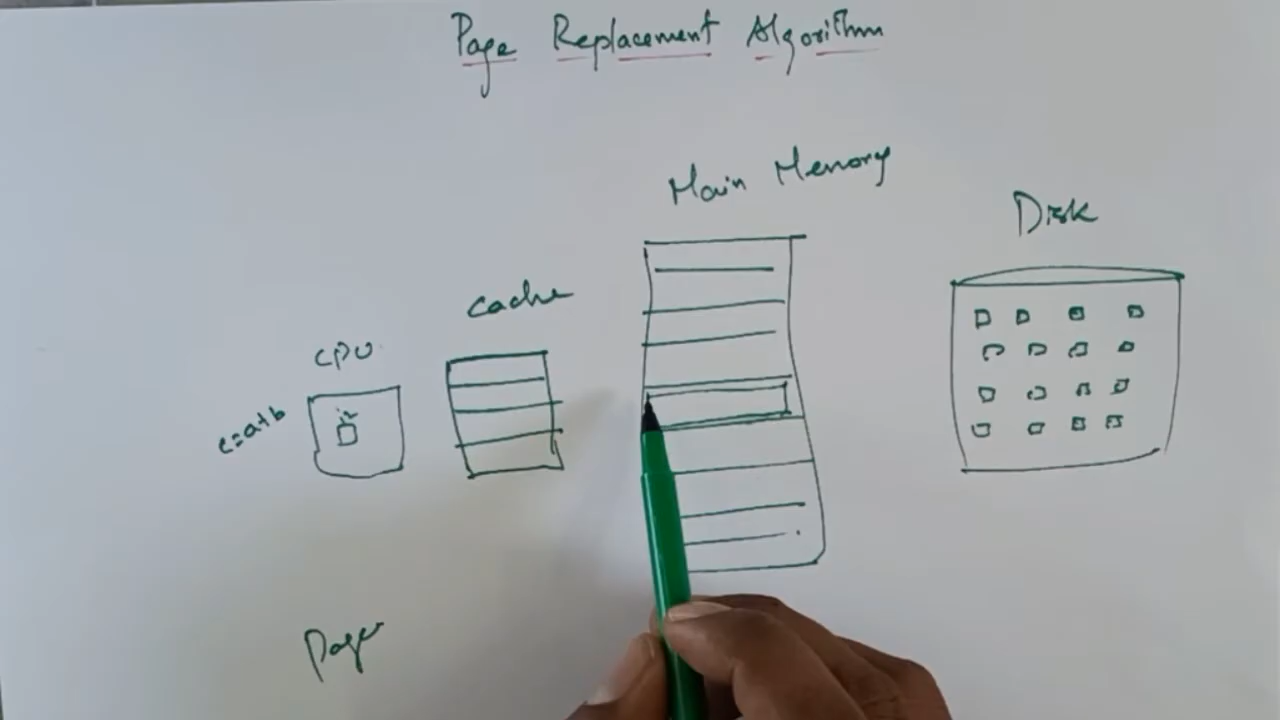 Page Replacement Algorithm
Main Memory
Disk
Cache
CPU
c=a+b
Page